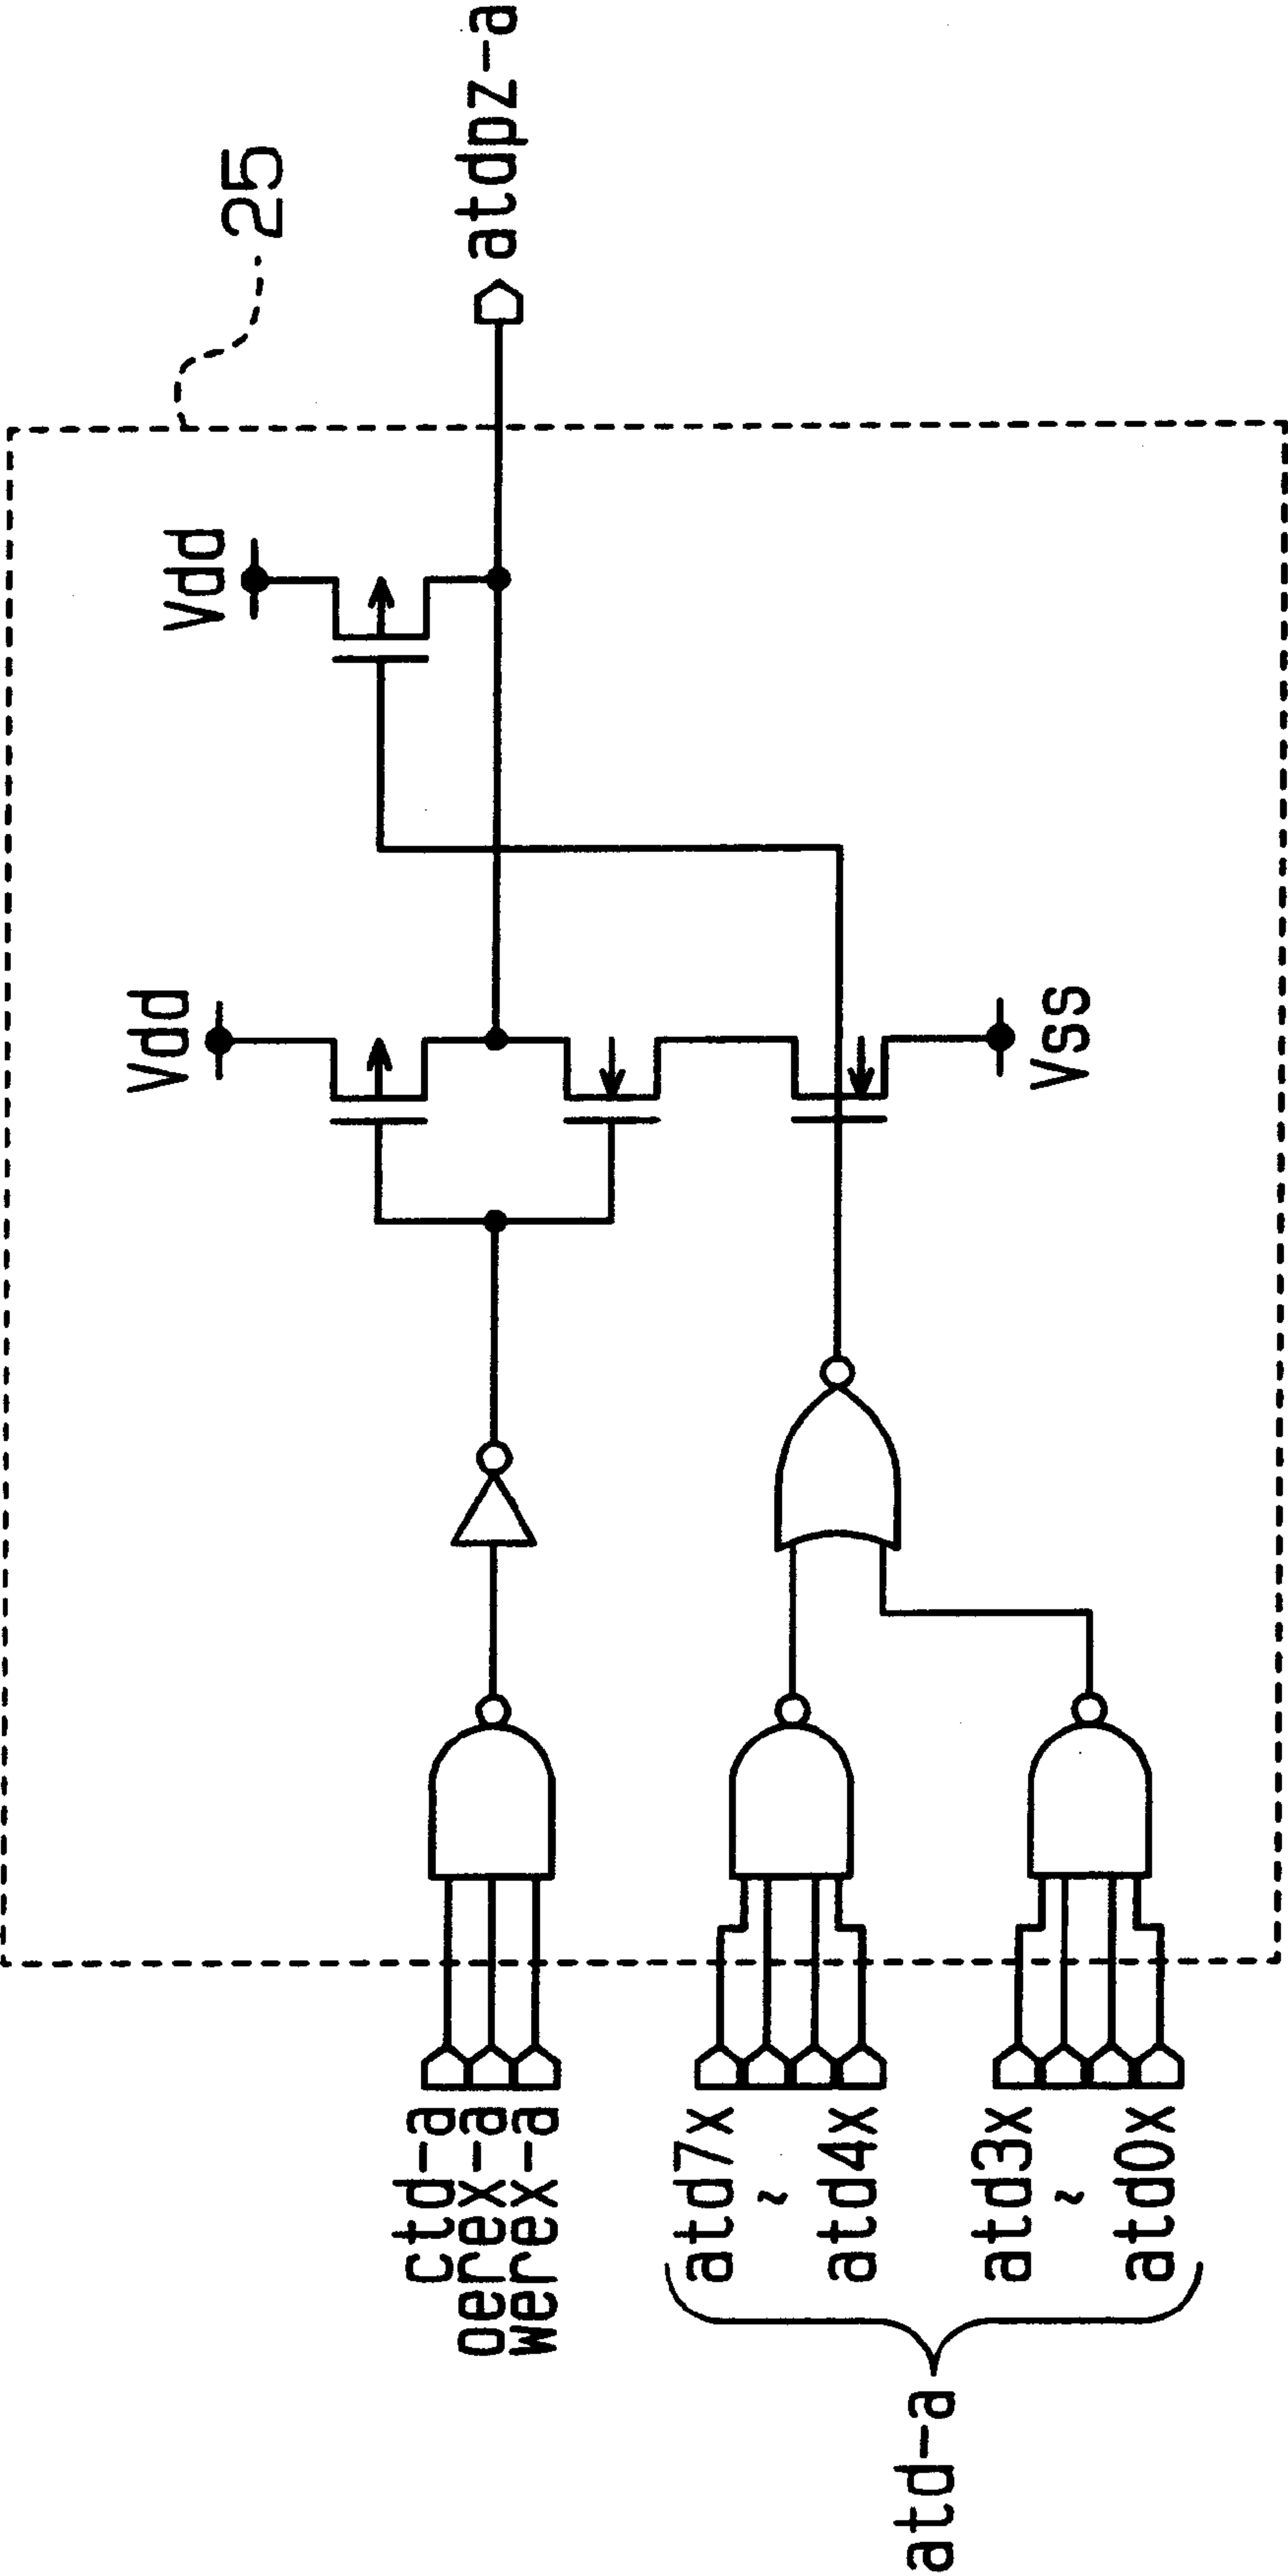 25
Vdd
Vdd
atdpz-a
ctd-a
oerex-a
werex-a
Vss
atd-a
atd7x
~
atd4x
atd3x
~
atd0x